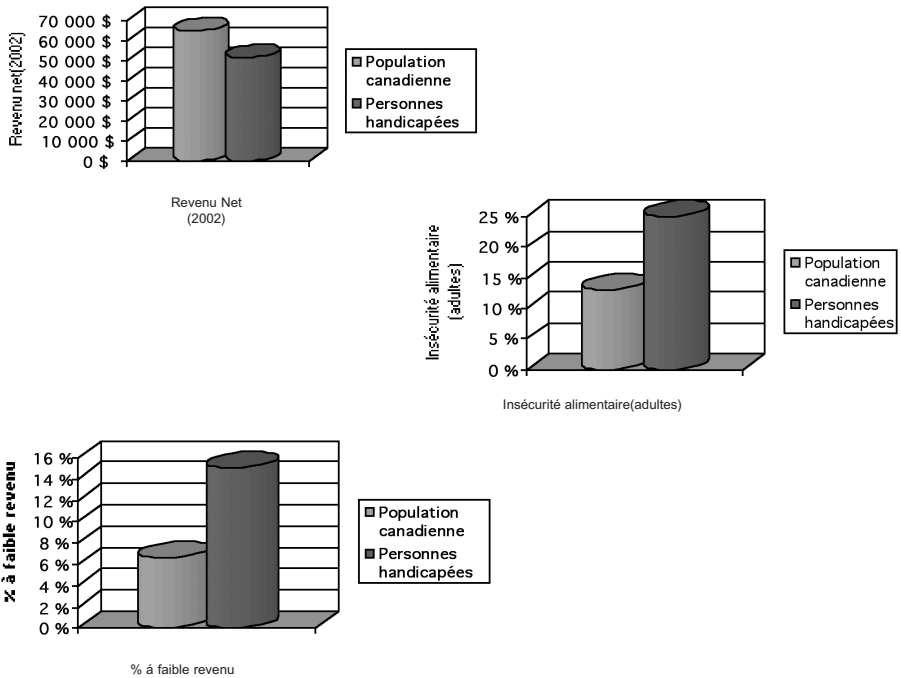 Revenu net(2002)
70 000 $
60 000 $
50 000 $
40 000 $
30 000 $
20 000 $
10 000 $
0 $
Population
canadienne
Personnes
handicapées
Revenu Net
(2002)
Insécurité alimentaire
(adultes)
25 %
20 %
15 %
10 %
5 %
0 %
Population
canadienne
Personnes
handicapées
Insécurité alimentaire(adultes)
% à faible revenu
16 %
14 %
12 %
10 %
8 %
6 %
4 %
2 %
0 %
Population
canadienne
Personnes
handicapées
% á faible revenu